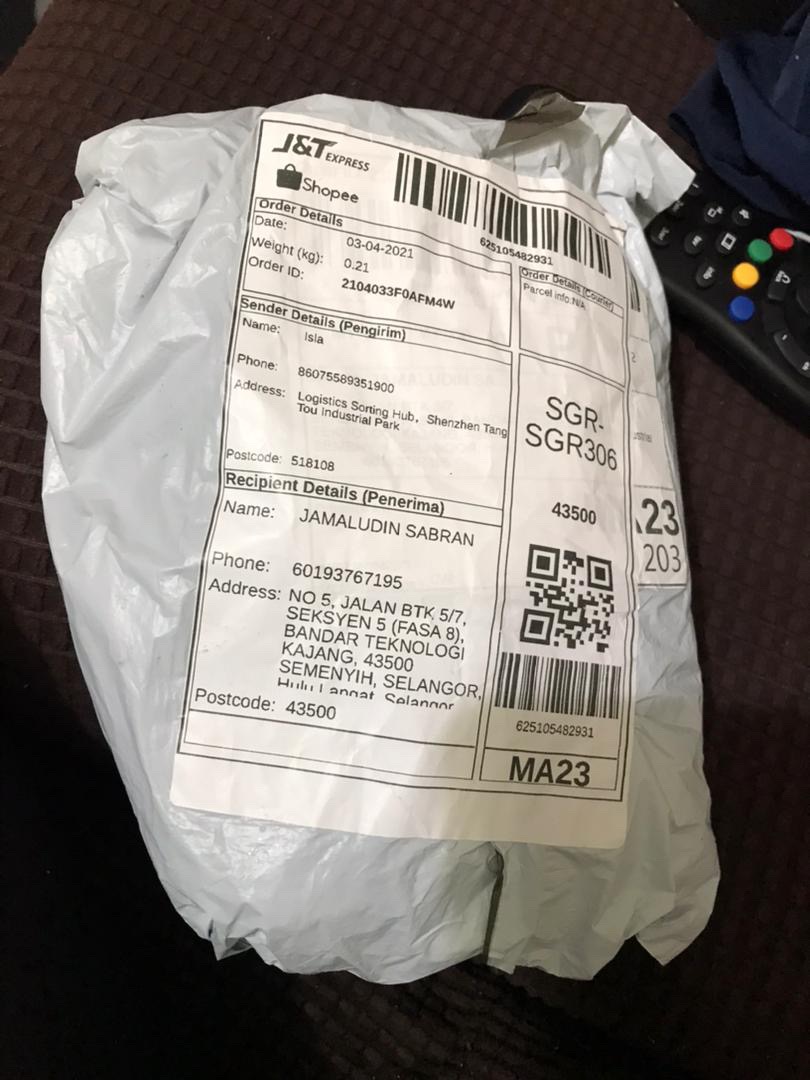 J&T EXPRESS
Shopee
625105482931
Order Details
Date: 03-04-2021
Weight (kg): 0.21
Order ID: 2104033F0AFM4W
Order Details (Courier)
Parcel info:N/A
Sender Details (Pengirim)
Name: Isla
Phone: 86075589351900
Address: Logistics Sorting Hub, Shenzhen Tang
Tou Industrial Park
Postcode: 518108
SGR-
SGR306
43500
Recipient Details (Penerima)
Name: JAMALUDIN SABRAN
Phone: 60193767195
Address: NO 5, JALAN BTK 5/7,
SEKSYEN 5 (FASA 8),
BANDAR TEKNOLOGI
KAJANG, 43500
SEMENYIH, SELANGOR,
Hulu Langat, Selangor
Postcode: 43500
625105482931
MA23
A23
203